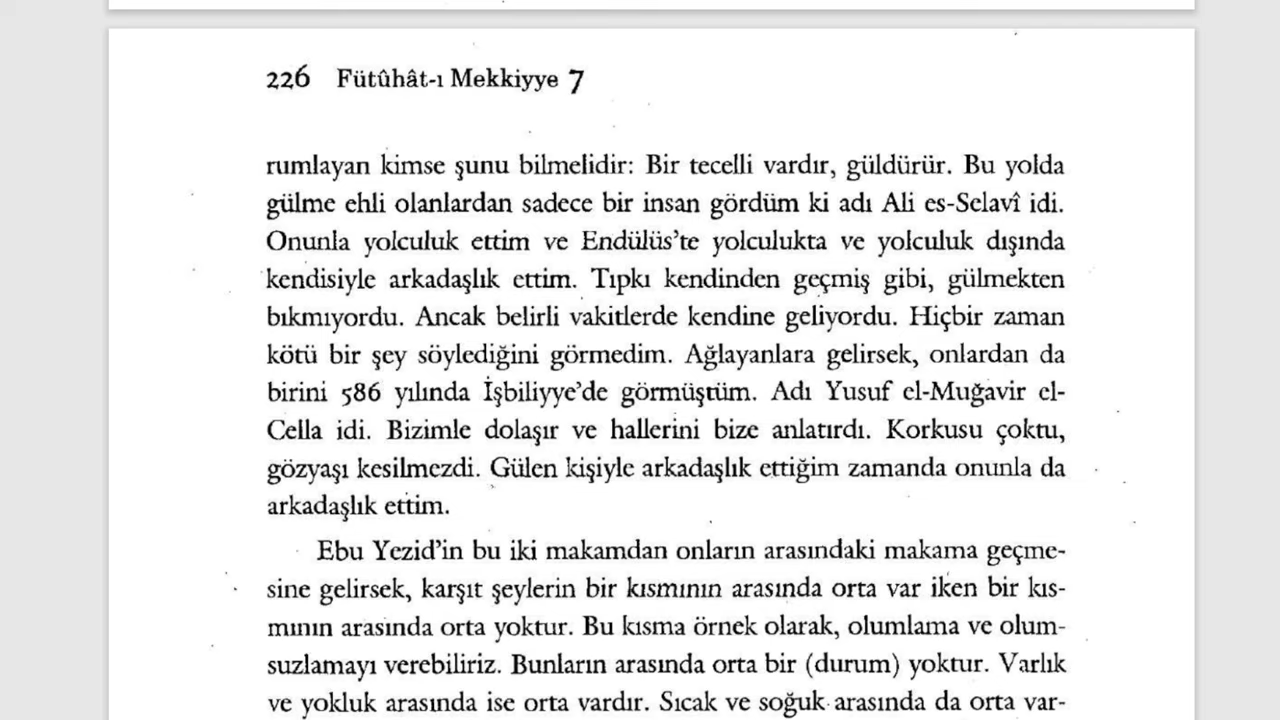 226 Fütûhât-ı Mekkiyye 7
rumlayan kimse şunu bilmelidir: Bir tecelli vardır, güldürür. Bu yolda
gülme ehli olanlardan sadece bir insan gördüm ki adı Ali es-Selavî idi.
Onunla yolculuk ettim ve Endülüs’te yolculukta ve yolculuk dışında
kendisiyle arkadaşlık ettim. Tıpkı kendinden geçmiş gibi, gülmekten
bıkmıyordu. Ancak belirli vakitlerde kendine geliyordu. Hiçbir zaman
kötü bir şey söylediğini görmedim. Ağlayanlara gelirsek, onlardan da
birini 586 yılında İşbiliyye’de görmüştüm. Adı Yusuf el-Muğavir el-
Cella idi. Bizimle dolaşır ve hallerini bize anlatırdı. Korkusu çoktu,
gözyaşı kesilmezdi. Gülen kişiyle arkadaşlık ettiğim zamanda onunla da
arkadaşlık ettim.
Ebu Yezid’in bu iki makamdan onların arasındaki makama geçme-
sine gelirsek, karşıt şeylerin bir kısmının arasında orta var iken bir kıs-
mının arasında orta yoktur. Bu kısma örnek olarak, olumlama ve olum-
suzlamayı verebiliriz. Bunların arasında orta bir (durum) yoktur. Varlık
ve yokluk arasında ise orta vardır. Sıcak ve soğuk arasında da orta var-